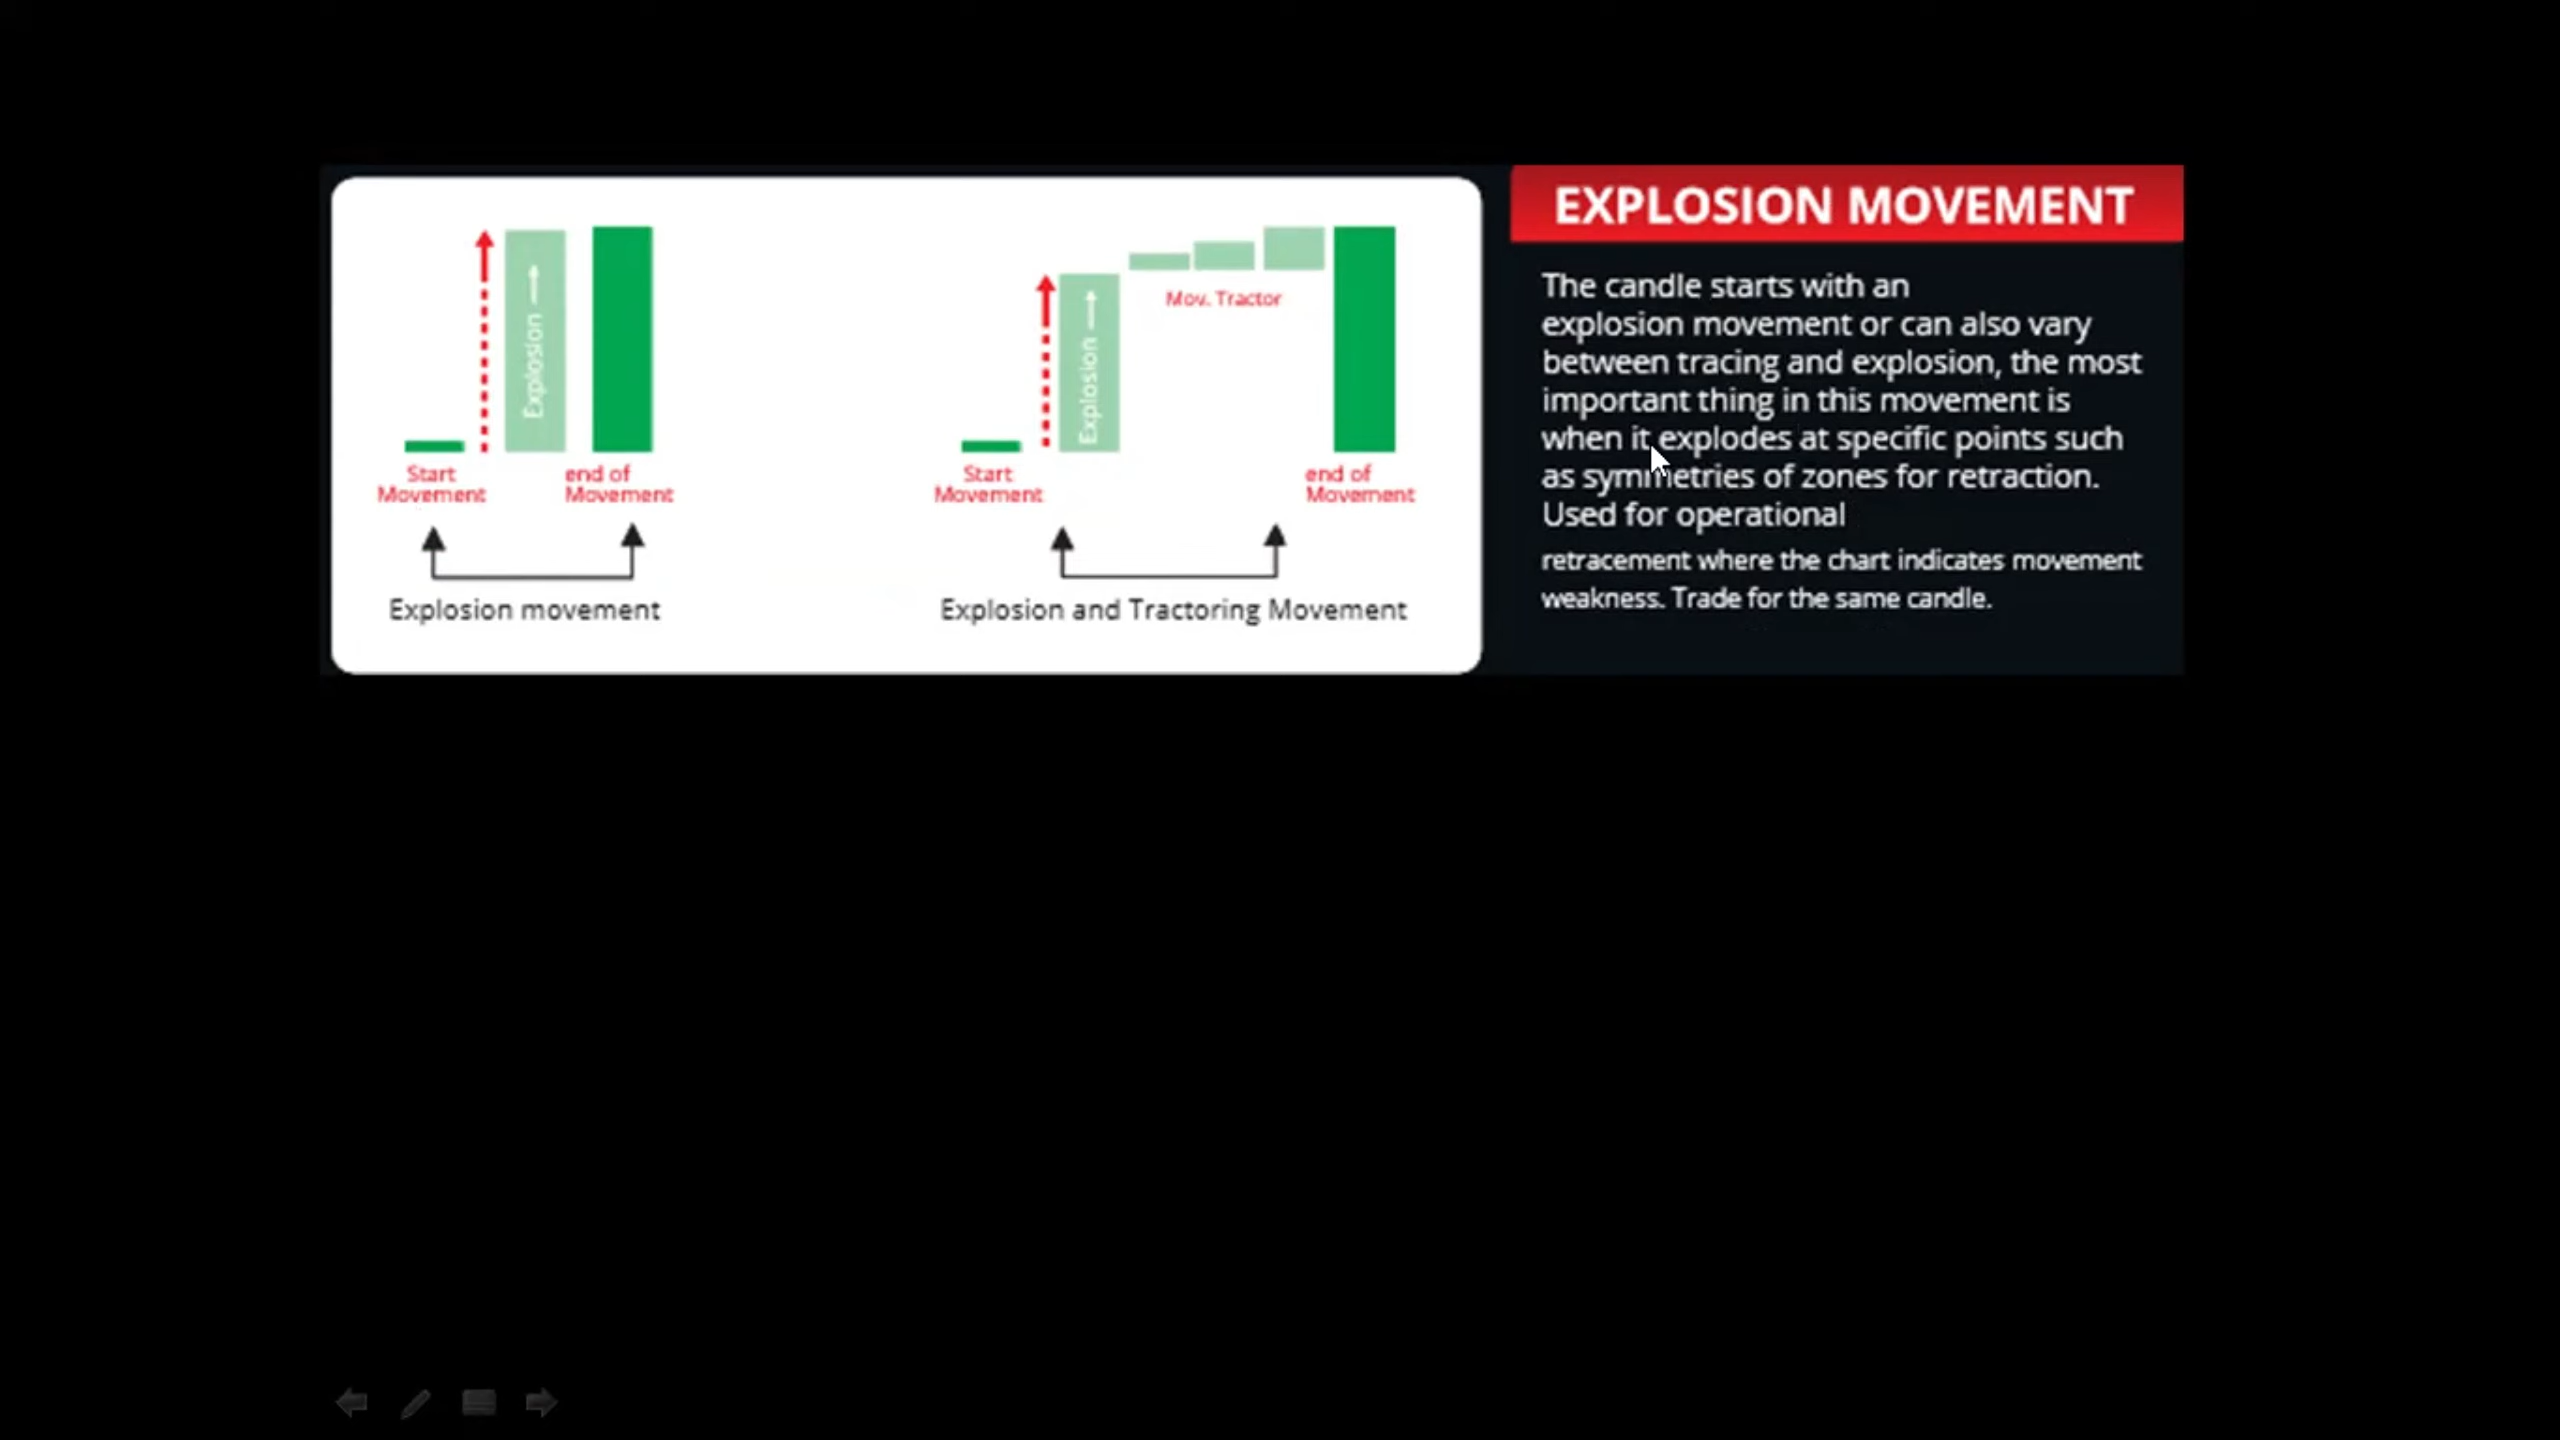 EXPLOSION MOVEMENT
The candle starts with an
explosion movement or can also vary
between tracing and explosion, the most
important thing in this movement is
when it explodes at specific points such
as symmetries of zones for retraction.
Used for operational
retracement where the chart indicates movement
weakness. Trade for the same candle.
Explosion
Start
Movement
end of
Movement
Explosion movement
Explosion
Mov. Tractor
Start
Movement
end of
Movement
Explosion and Tractoring Movement